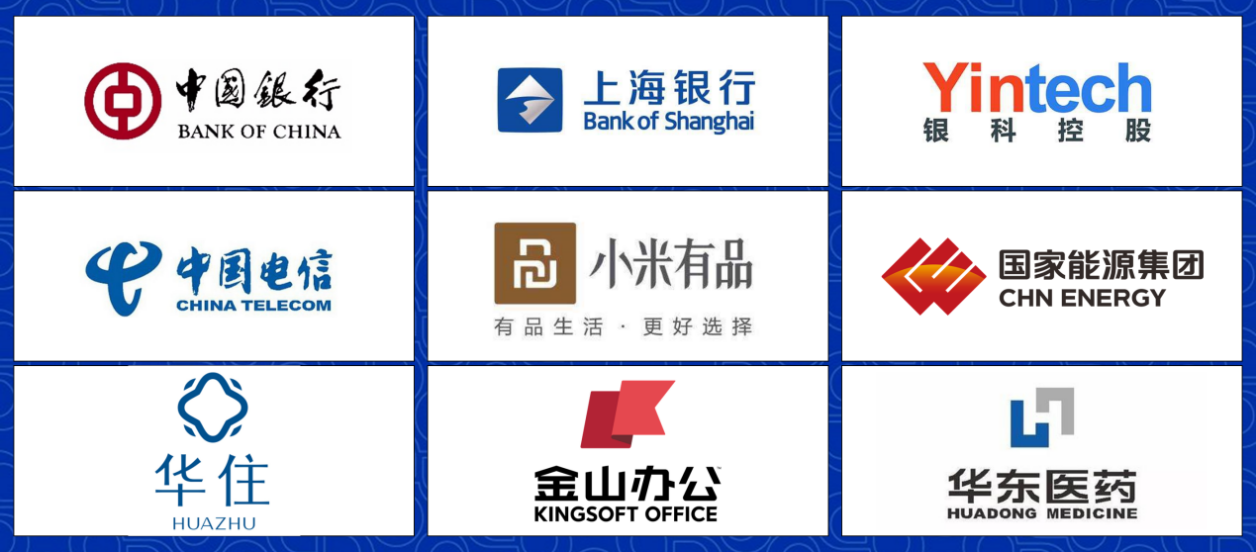 中國銀行
BANK OF CHINA
上海银行
Bank of Shanghai
Yintech
银科控股
中国电信
CHINA TELECOM
小米有品
有品生活·更好选择
国家能源集团
CHN ENERGY
华住
HUAZHU
金山办公
KINGSOFT OFFICE
华东医药
HUADONG MEDICINE